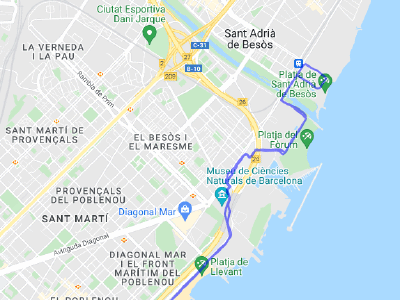 Ciutat Esportiva
Dani Jarque
C-31
Sant Adrià
de Besòs
LA VERNEDA
I LA PAU
B-10
20B
Platja de
Sant Adrià
de Besòs
Rambla de Prim
26
SANT MARTÍ DE
PROVENÇALS
EL BESÒS I
EL MARESME
Platja del
Fòrum
Museu de Ciències
Naturals de Barcelona
PROVENÇALS
DEL POBLENOU
Diagonal Mar
SANT MARTÍ
Avinguda Diagonal
DIAGONAL MAR
I EL FRONT
MARÍTIM DEL
POBLENOU
Platja de
Llevant
EL POBLENOU